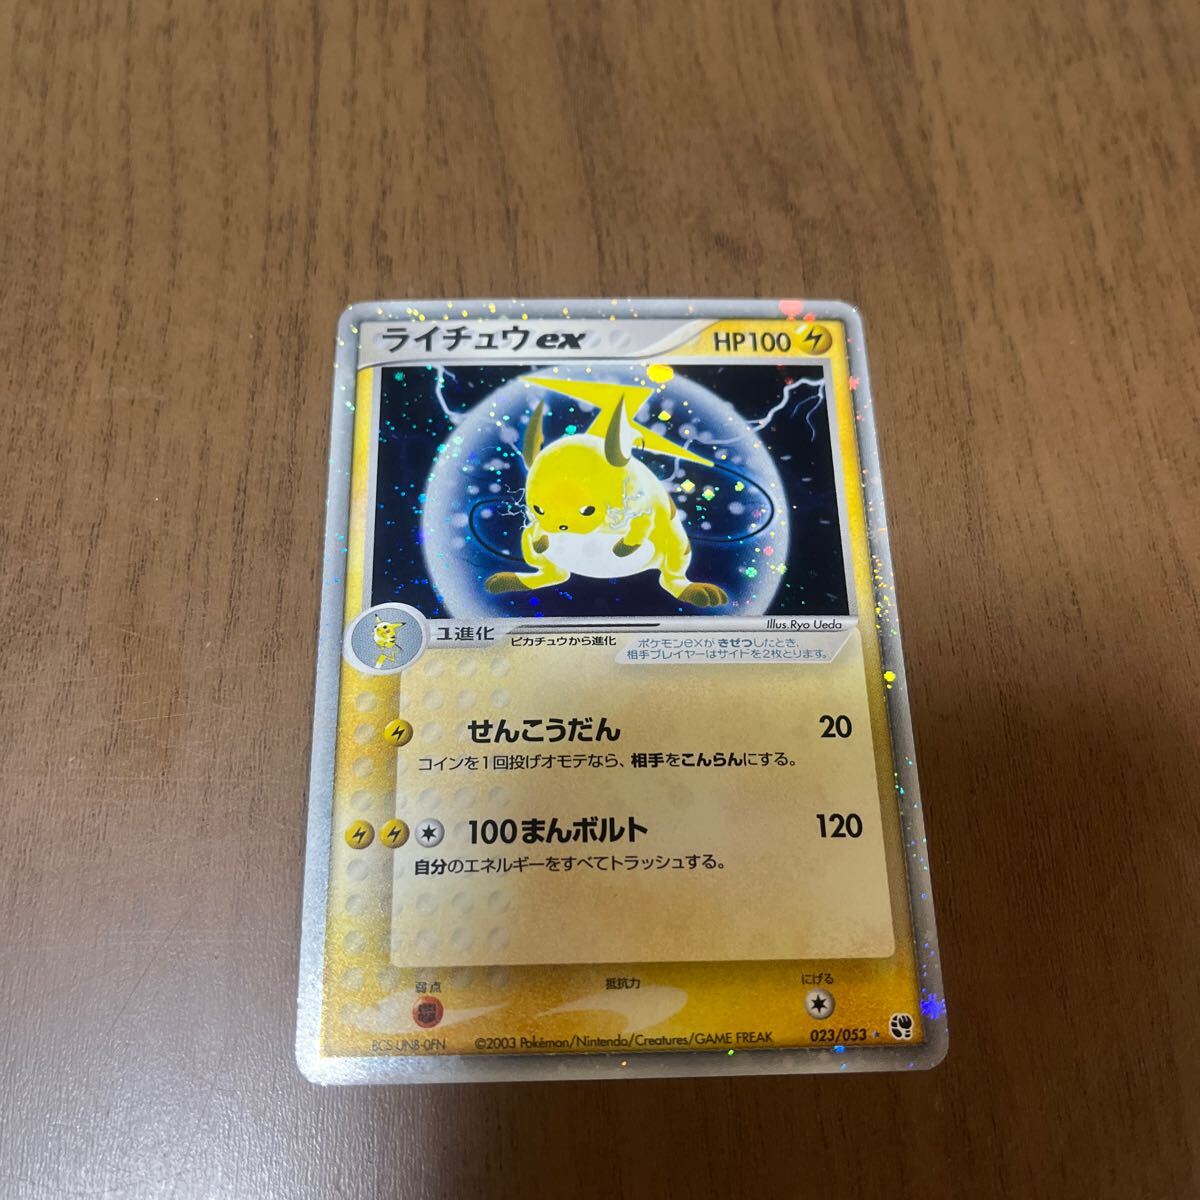 ライチュウex HP100
Illus. Ryo Ueda
1進化 ピカチュウから進化
ポケモンexがきぜつしたとき、
相手プレイヤーはサイドを2枚とります。
せんこうだん 20
コインを1回投げオモテなら、相手をこんらんにする。
100まんボルト 120
自分のエネルギーをすべてトラッシュする。
弱点 抵抗力 にげる
BCS-UNB-0FN ©2003 Pokémon/Nintendo/Creatures/GAME FREAK 023/053 ★